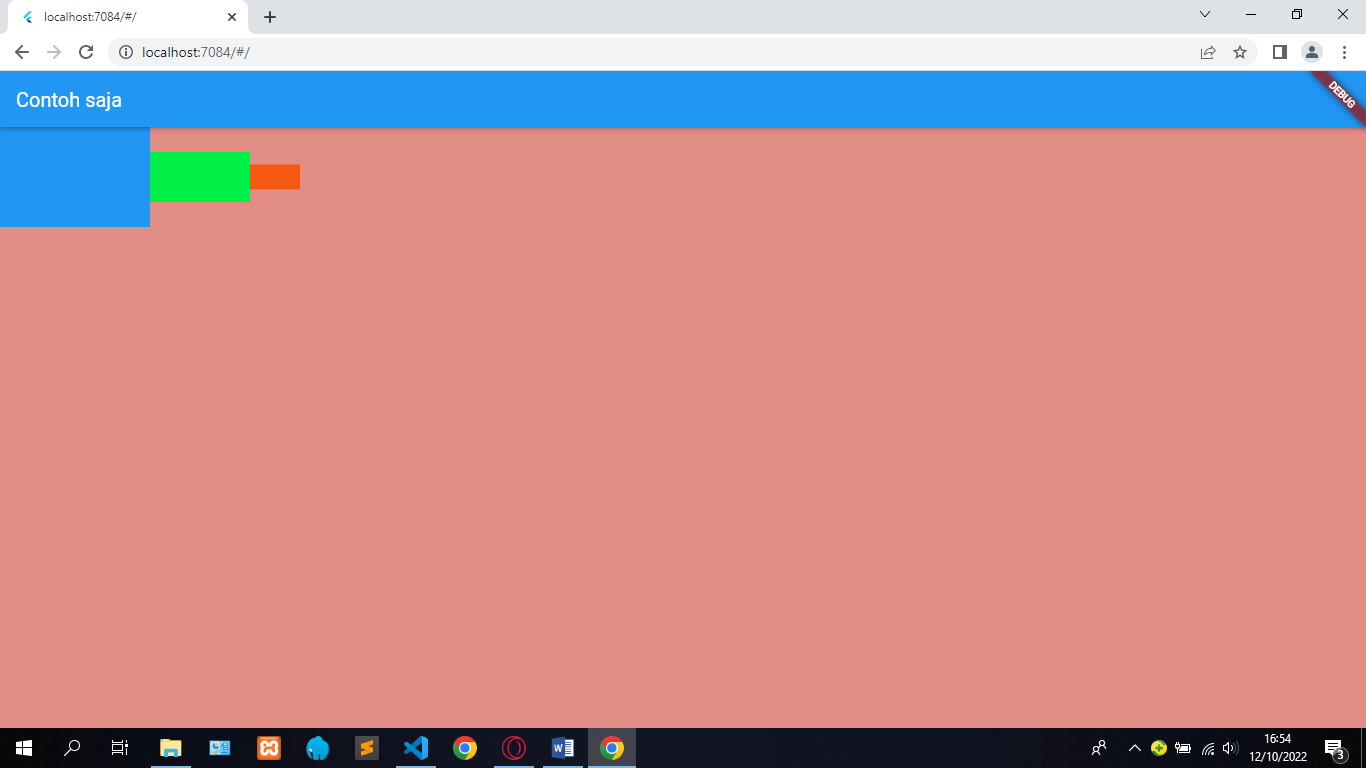 localhost:7084/#/
localhost:7084/#/
Contoh saja
DEBUG
16:54
12/10/2022
3